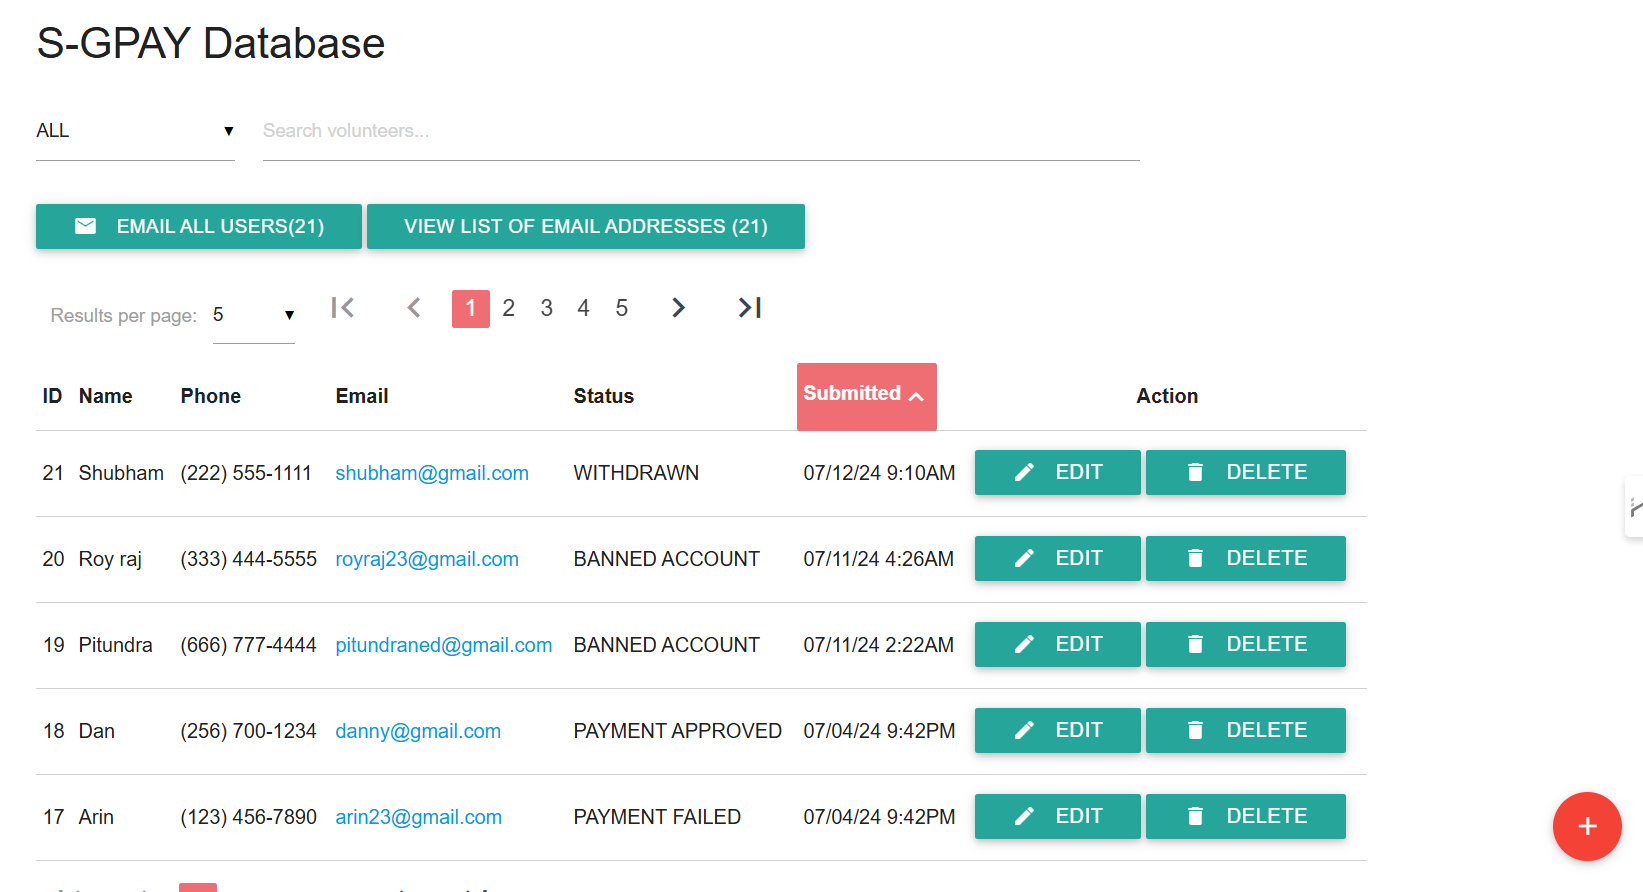 S-GPAY Database
ALL Search volunteers...
EMAIL ALL USERS(21) VIEW LIST OF EMAIL ADDRESSES (21)
Results per page: 5 1 2 3 4 5
ID Name Phone Email Status Submitted Action
21 Shubham (222) 555-1111 shubham@gmail.com WITHDRAWN 07/12/24 9:10AM EDIT DELETE
20 Roy raj (333) 444-5555 royraj23@gmail.com BANNED ACCOUNT 07/11/24 4:26AM EDIT DELETE
19 Pitundra (666) 777-4444 pitundraned@gmail.com BANNED ACCOUNT 07/11/24 2:22AM EDIT DELETE
18 Dan (256) 700-1234 danny@gmail.com PAYMENT APPROVED 07/04/24 9:42PM EDIT DELETE
17 Arin (123) 456-7890 arin23@gmail.com PAYMENT FAILED 07/04/24 9:42PM EDIT DELETE